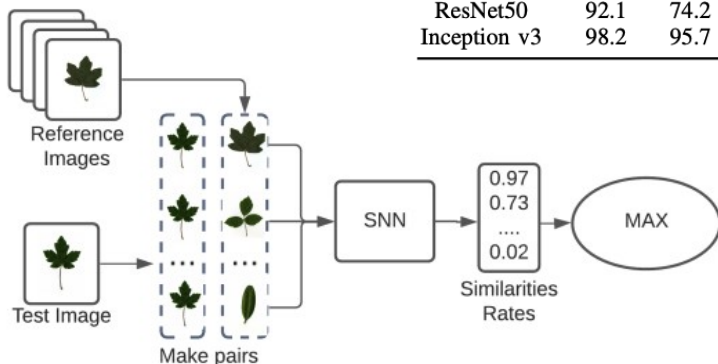 ResNet50 92.1 74.2
Inception v3 98.2 95.7
Reference
Images
Test Image
...
...
Make pairs
SNN
0.97
0.73
....
0.02
Similarities
Rates
MAX